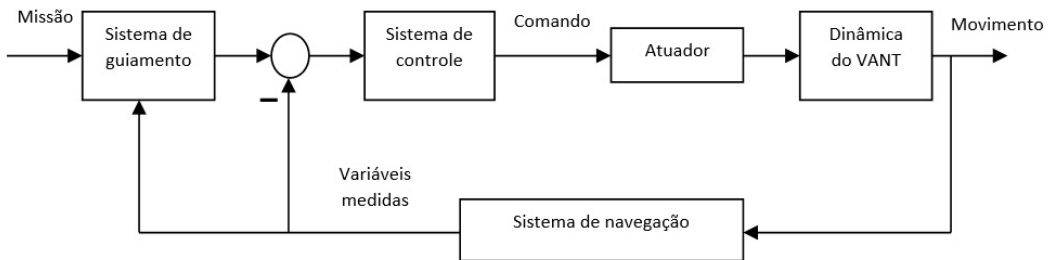 Missão
Sistema de
guiamento
Sistema de
controle
Comando
Atuador
Dinâmica
do VANT
Movimento
Variáveis
medidas
Sistema de navegação